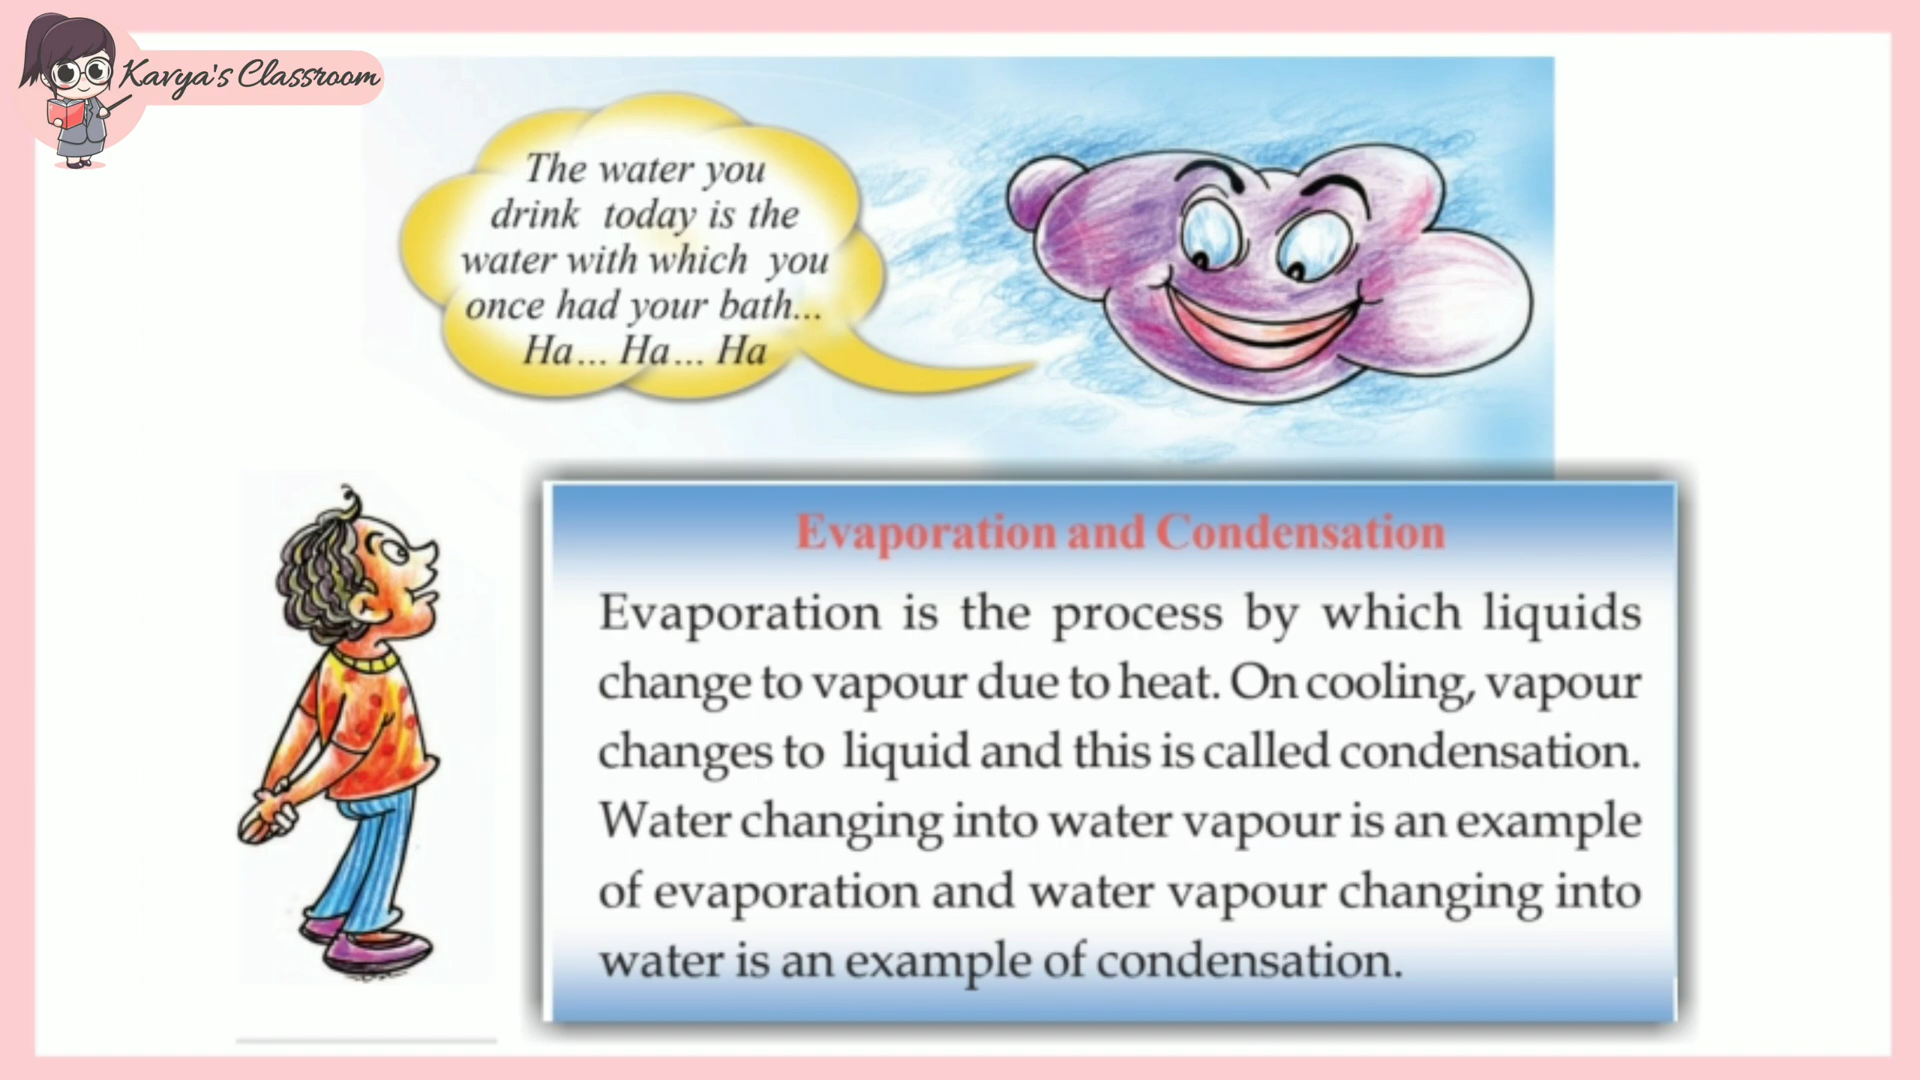 Kavya's Classroom
The water you
drink today is the
water with which you
once had your bath...
Ha... Ha... Ha
Evaporation and Condensation
Evaporation is the process by which liquids
change to vapour due to heat. On cooling, vapour
changes to liquid and this is called condensation.
Water changing into water vapour is an example
of evaporation and water vapour changing into
water is an example of condensation.